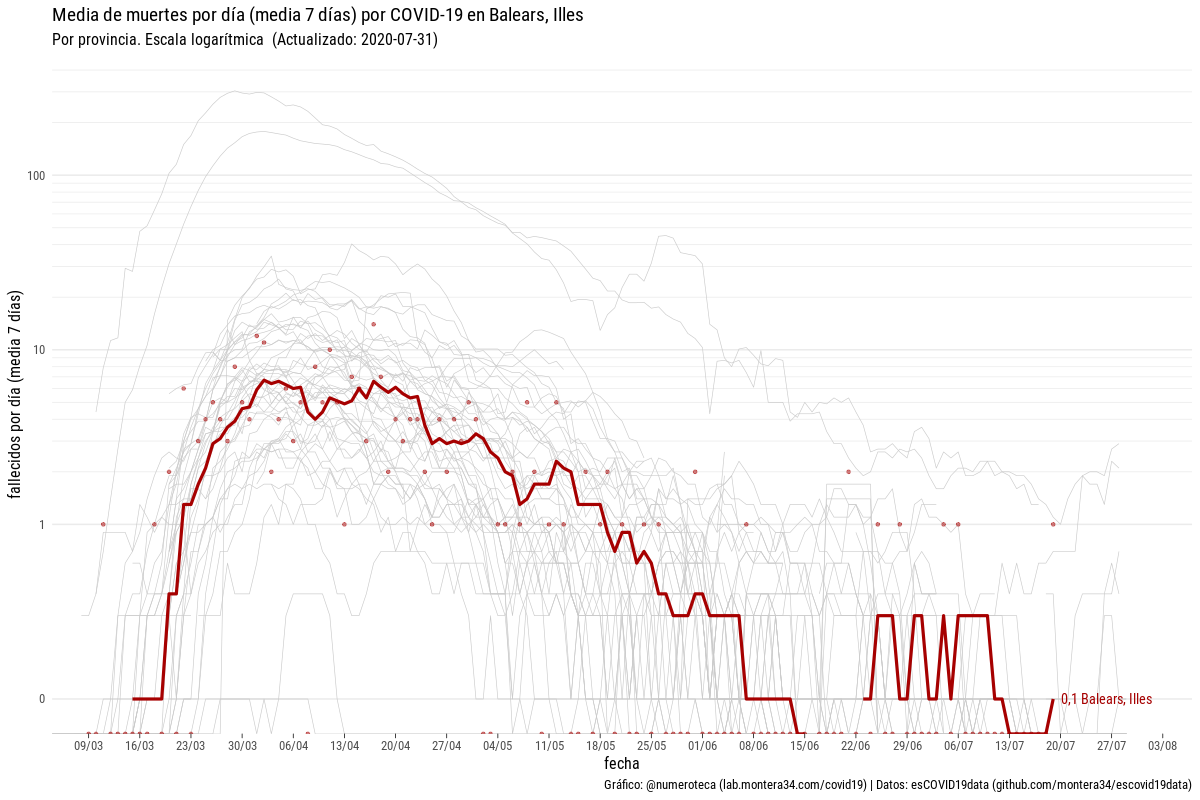 Media de muertes por día (media 7 días) por COVID-19 en Balears, Illes
Por provincia. Escala logarítmica (Actualizado: 2020-07-31)
fallecidos por día (media 7 días)
100
10
1
0
0,1 Balears, Illes
09/03 16/03 23/03 30/03 06/04 13/04 20/04 27/04 04/05 11/05 18/05 25/05 01/06 08/06 15/06 22/06 29/06 06/07 13/07 20/07 27/07 03/08
fecha
Gráfico: @numeroteca (lab.montera34.com/covid19) | Datos: esCOVID19data (github.com/montera34/escovid19data)